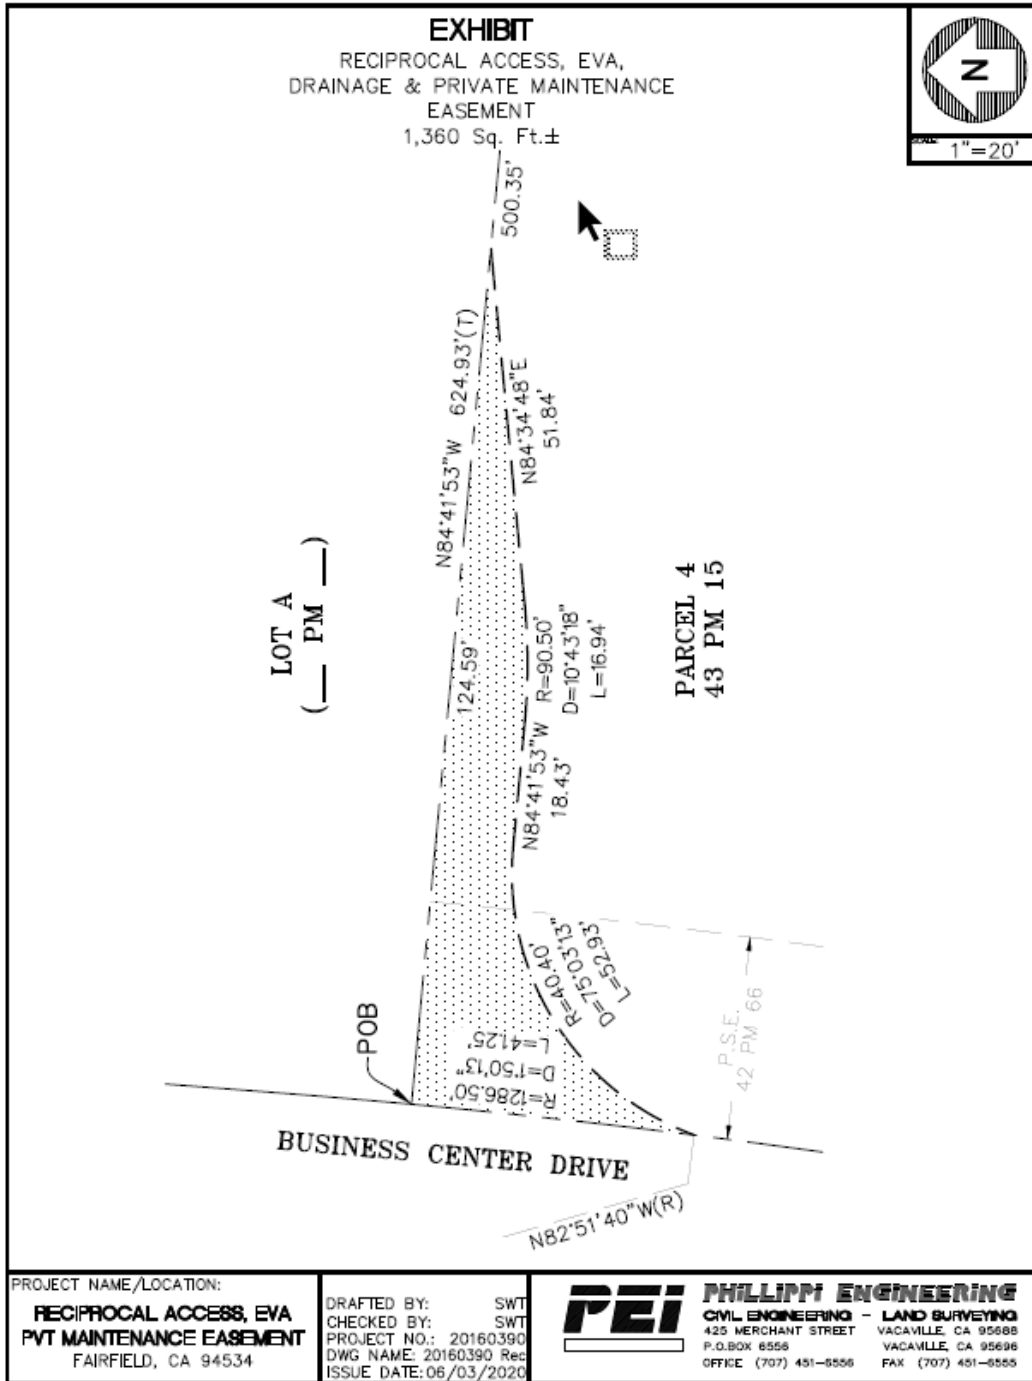 EXHIBIT
RECIPROCAL ACCESS, EVA,
DRAINAGE & PRIVATE MAINTENANCE
EASEMENT
1,360 Sq. Ft.±
N
SCALE:
1"=20'
500.35'
N84°41'53"W 624.93'(T)
N84°34'48"E
51.84'
LOT A
(___ PM ___)
124.59'
R=90.50'
D=10°43'18"
L=16.94'
PARCEL 4
43 PM 15
N84°41'53"W
18.43'
R=40.40'
D=75°03'13"
L=52.93'
POB
R=1286.50'
D=1°50'13"
L=41.25'
P.S.E.
42 PM 66
BUSINESS CENTER DRIVE
N82°51'40"W(R)
PROJECT NAME/LOCATION:
RECIPROCAL ACCESS, EVA
PVT MAINTENANCE EASEMENT
FAIRFIELD, CA 94534
DRAFTED BY: SWT
CHECKED BY: SWT
PROJECT NO.: 20160390
DWG NAME: 20160390 Rec
ISSUE DATE: 06/03/2020
PEI
PHILLIPPI ENGINEERING
CIVIL ENGINEERING - LAND SURVEYING
425 MERCHANT STREET VACAVILLE, CA 95688
P.O.BOX 6556 VACAVILLE, CA 95696
OFFICE (707) 451-6556 FAX (707) 451-6555